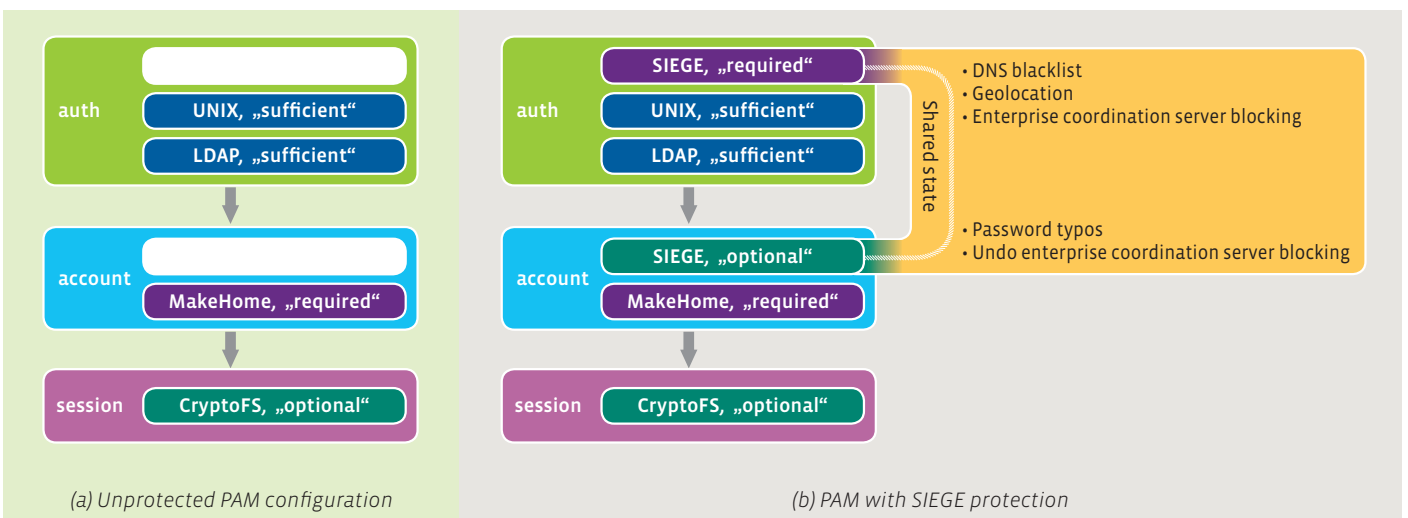 auth
UNIX, „sufficient“
LDAP, „sufficient“
account
MakeHome, „required“
session
CryptoFS, „optional“
(a) Unprotected PAM configuration
auth
SIEGE, „required“
UNIX, „sufficient“
LDAP, „sufficient“
account
SIEGE, „optional“
MakeHome, „required“
session
CryptoFS, „optional“
Shared state
• DNS blacklist
• Geolocation
• Enterprise coordination server blocking
• Password typos
• Undo enterprise coordination server blocking
(b) PAM with SIEGE protection